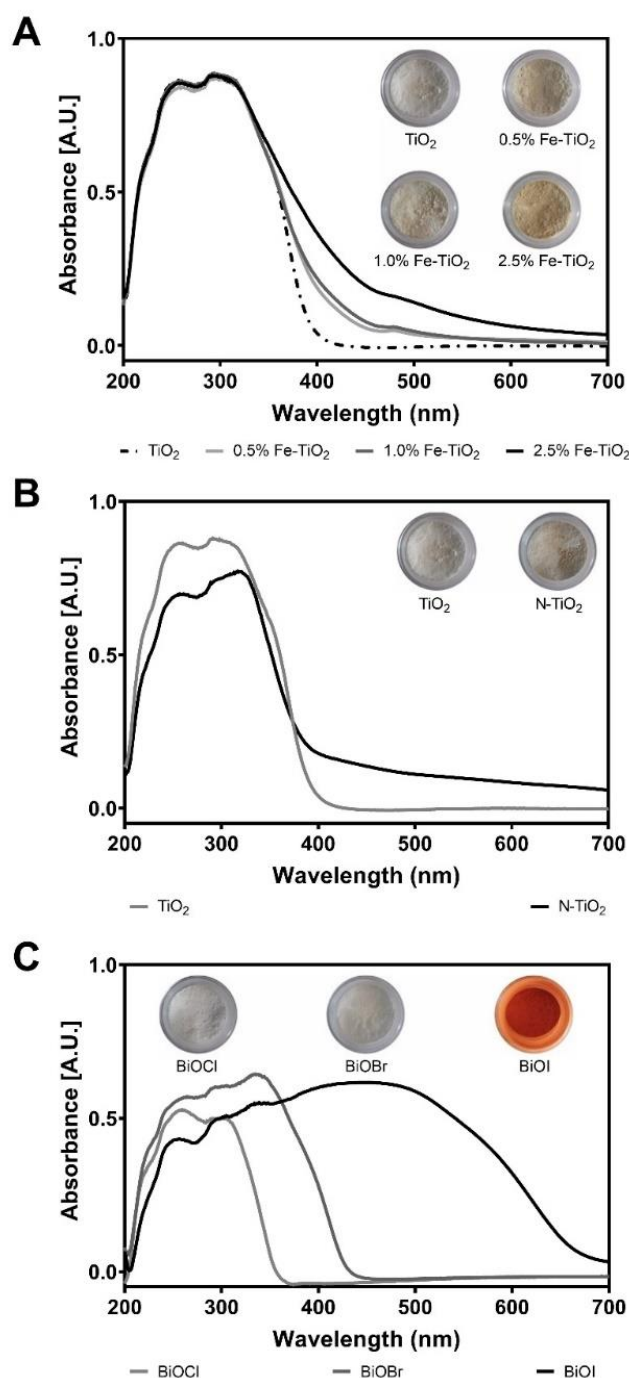 A
1.0
0.5
0.0
Absorbance [A.U.]
TiO₂ 0.5% Fe-TiO₂
1.0% Fe-TiO₂ 2.5% Fe-TiO₂
200 300 400 500 600 700
Wavelength (nm)
TiO₂ 0.5% Fe-TiO₂ 1.0% Fe-TiO₂ 2.5% Fe-TiO₂
B
1.0
0.5
0.0
Absorbance [A.U.]
TiO₂ N-TiO₂
200 300 400 500 600 700
Wavelength (nm)
TiO₂ N-TiO₂
C
1.0
0.5
0.0
Absorbance [A.U.]
BiOCl BiOBr BiOI
200 300 400 500 600 700
Wavelength (nm)
BiOCl BiOBr BiOI